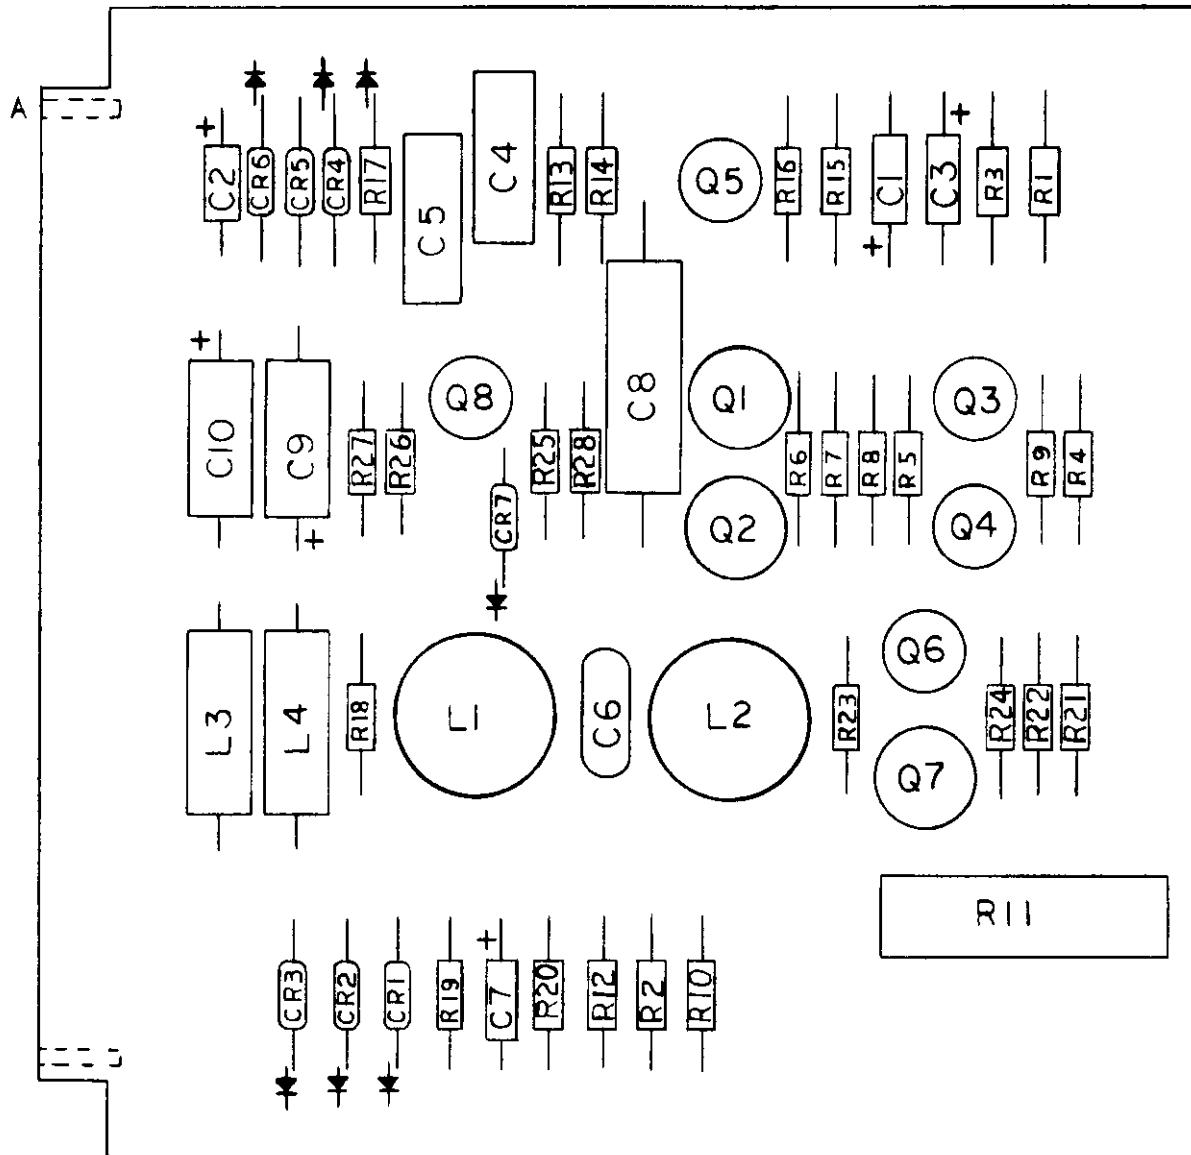 A
+ C2 CR6 CR5 CR4 R17 C5 C4 R13 R14 Q5 R16 R15 C1 + C3 + R3 R1
+ C10 C9 + R27 R26 Q8 CR7 R25 R28 C8 Q1 Q2 R6 R7 R8 R5 Q3 Q4 R9 R4
L3 L4 R18 L1 C6 L2 R23 Q6 Q7 R24 R22 R21
R11
CR3 CR2 CR1 R19 + C7 R20 R12 R2 R10